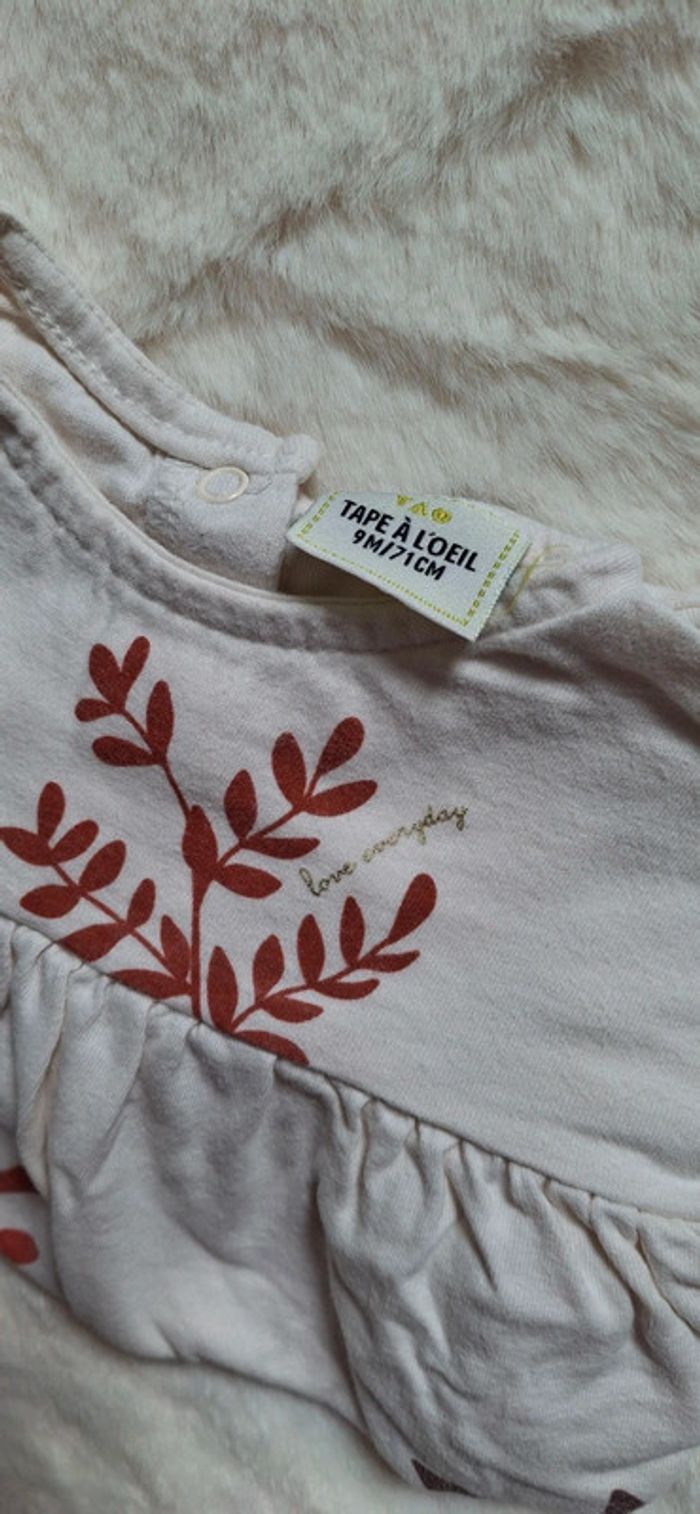 TAO
TAPE À L'OEIL
9M/71CM
love everyday